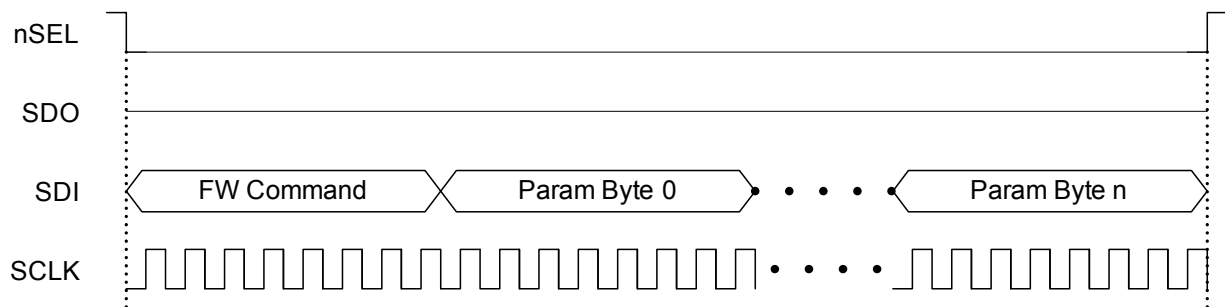 nSEL
SDO
SDI FW Command Param Byte 0 Param Byte n
SCLK